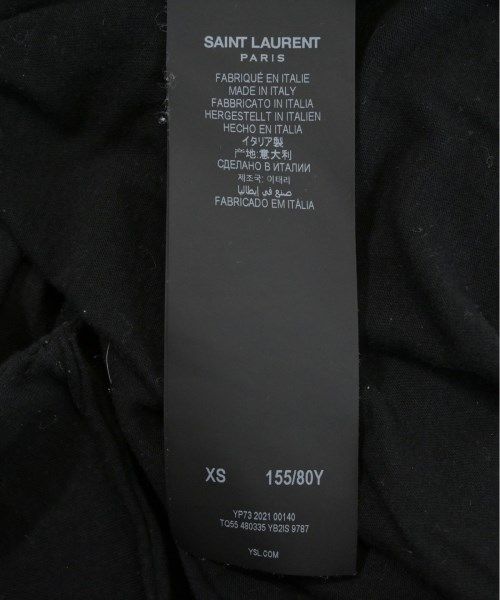 SAINT LAURENT
PARIS
FABRIQUÉ EN ITALIE
MADE IN ITALY
FABBRICATO IN ITALIA
HERGESTELLT IN ITALIEN
HECHO EN ITALIA
イタリア製
产地:意大利
СДЕЛАНО В ИТАЛИИ
제조국: 이태리
صنع في إيطاليا
FABRICADO EM ITÁLIA
XS 155/80Y
YP73 2021 00140
TQ55 480335 YB2IS 9787
YSL.COM